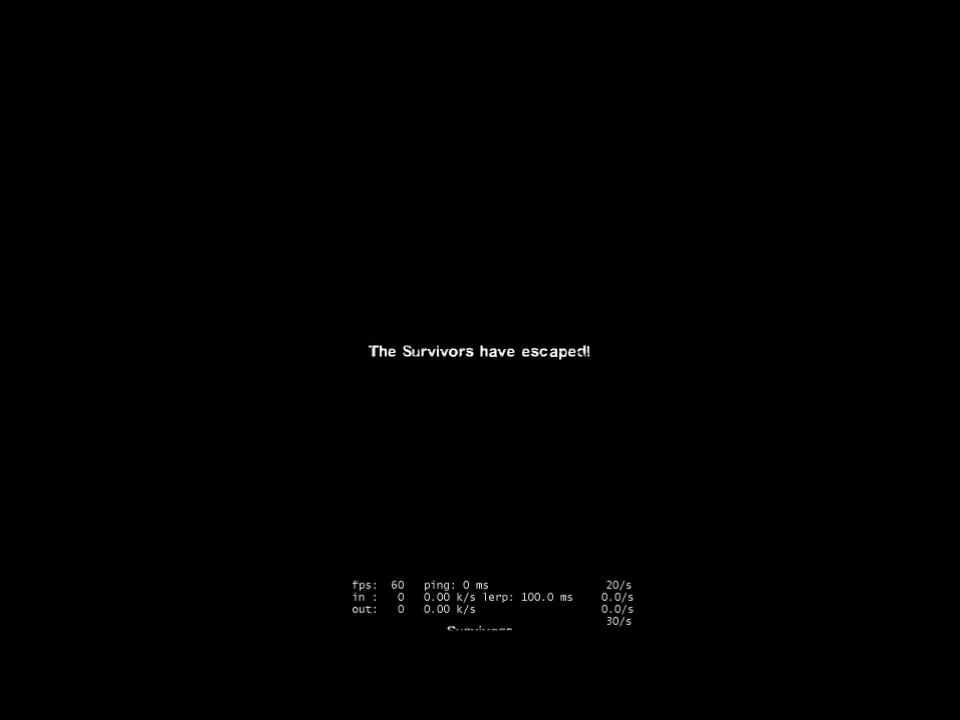 The Survivors have escaped!
fps: 60 ping: 0 ms 20/s
in : 0 0.00 k/s lerp: 100.0 ms 0.0/s
out: 0 0.00 k/s 0.0/s
30/s
Survivors